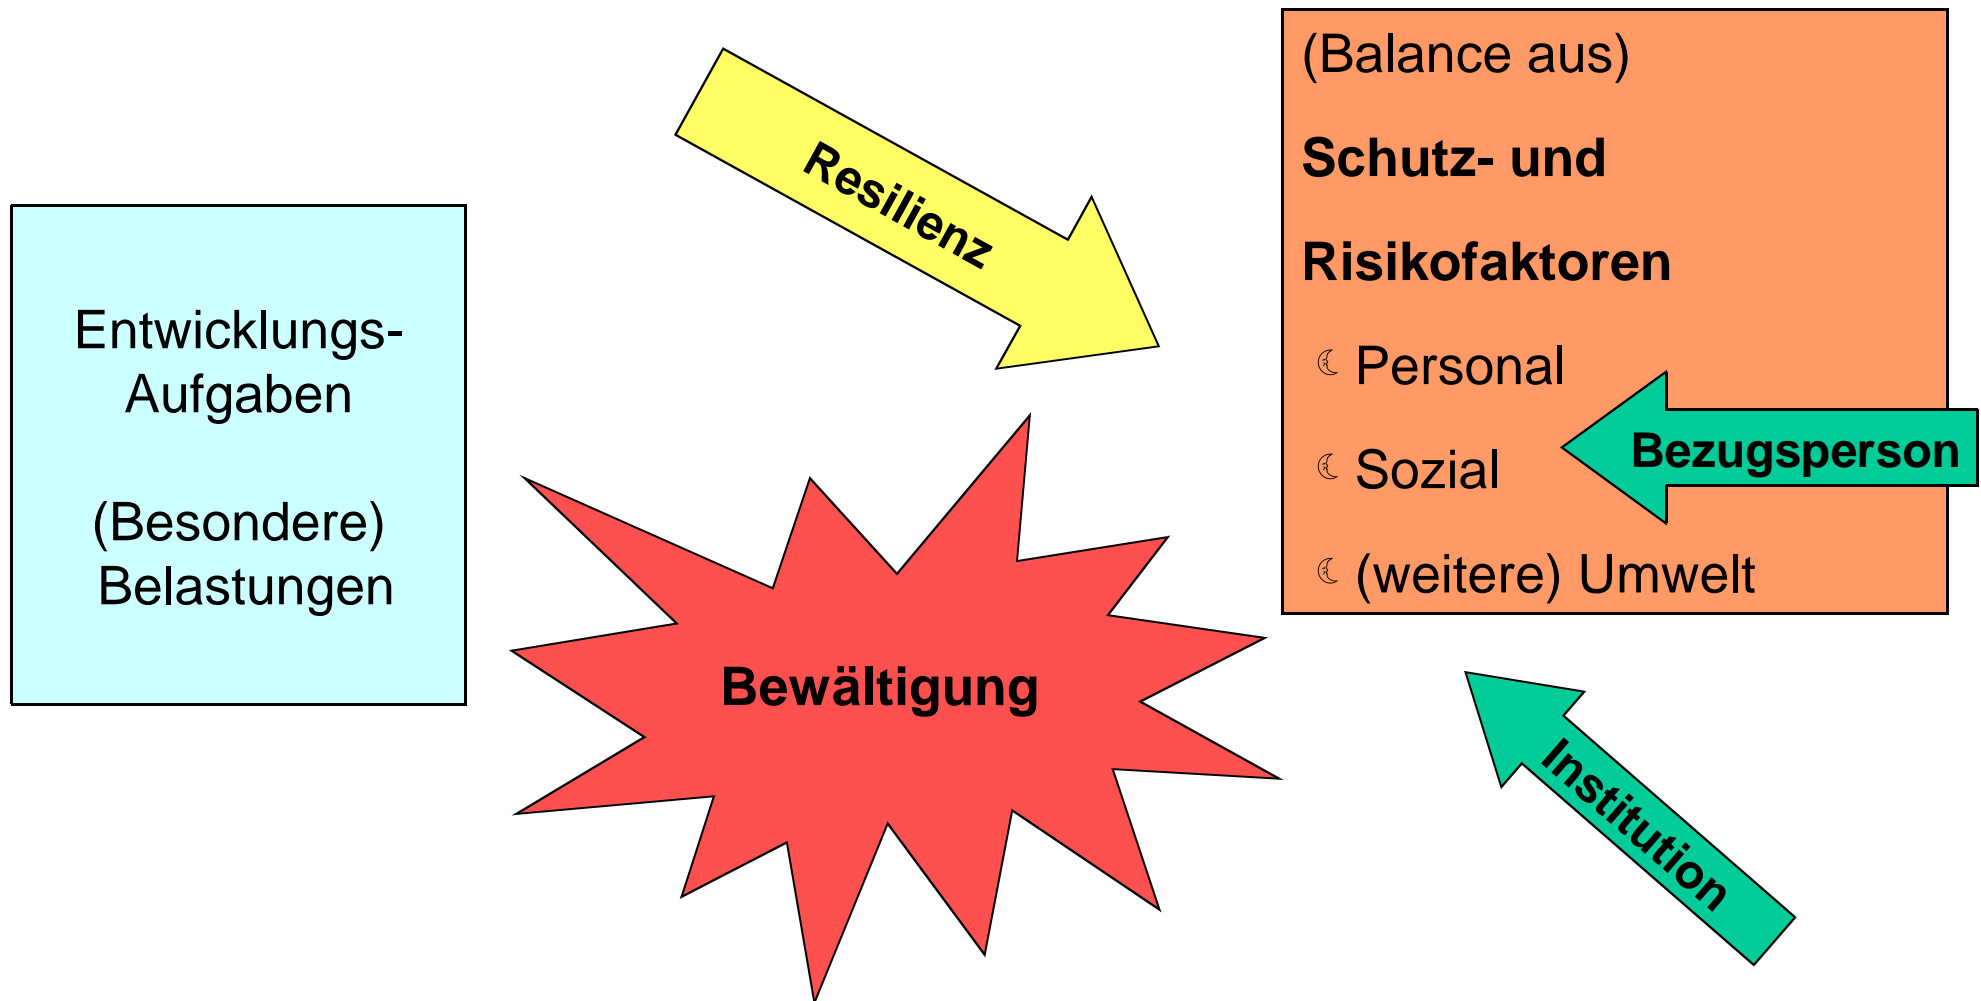 Entwicklungs-
Aufgaben
(Besondere)
Belastungen
Resilienz
Bewältigung
(Balance aus)
Schutz- und
Risikofaktoren
Personal
Sozial
(weitere) Umwelt
Bezugsperson
Institution